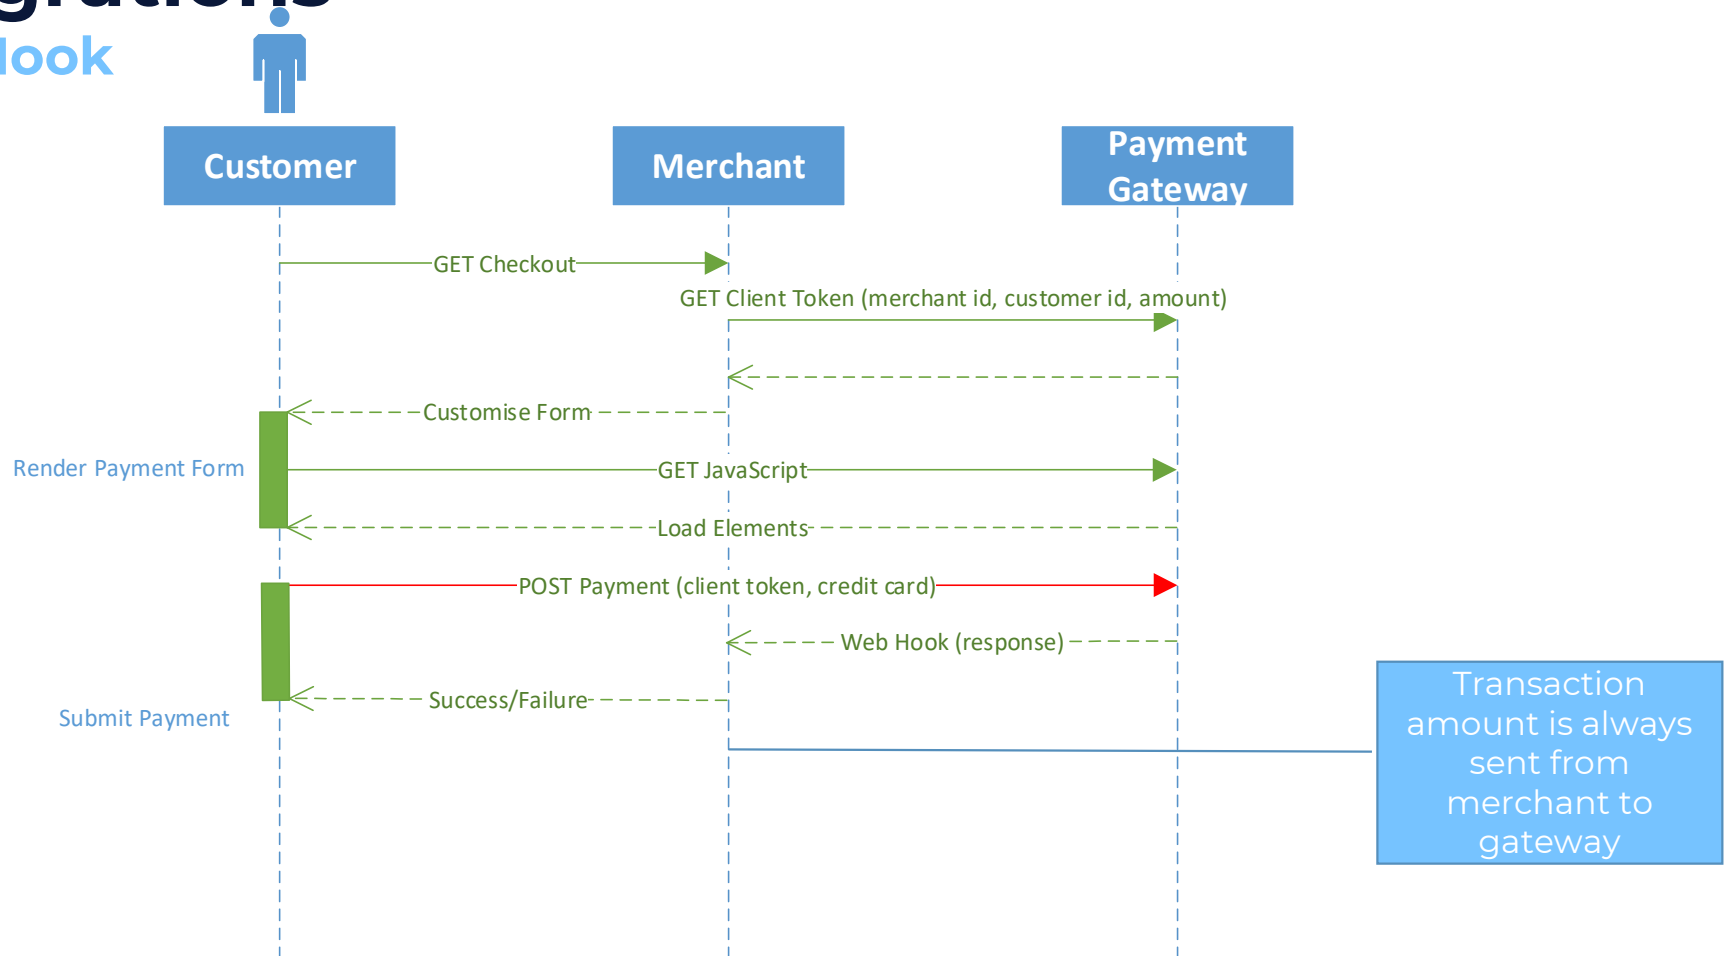 Customer
Merchant
Payment
Gateway
GET Checkout
GET Client Token (merchant id, customer id, amount)
Customise Form
Render Payment Form
GET JavaScript
Load Elements
POST Payment (client token, credit card)
Web Hook (response)
Success/Failure
Submit Payment
Transaction
amount is always
sent from
merchant to
gateway